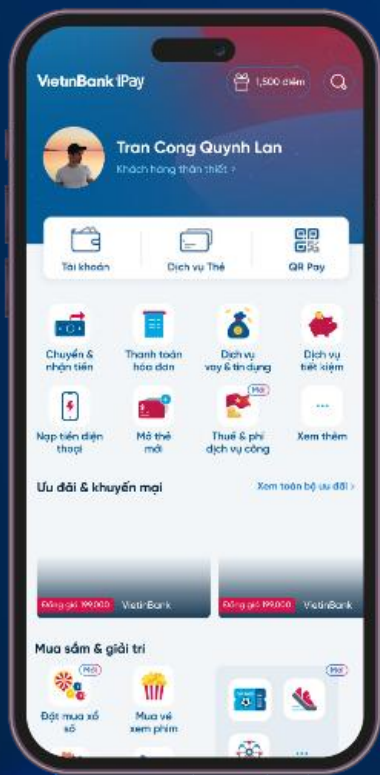 VietinBank iPay
1,500 điểm
Tran Cong Quynh Lan
Khách hàng thân thiết >
Tài khoản
Dịch vụ Thẻ
QR Pay
Chuyển &
nhận tiền
Thanh toán
hóa đơn
Dịch vụ
vay & tín dụng
Dịch vụ
tiết kiệm
Nạp tiền điện
thoại
Mở thẻ
mới
Mới
Thuế & phí
dịch vụ công
Xem thêm
Ưu đãi & khuyến mại
Xem toàn bộ ưu đãi >
Đồng giá 199,000 VietinBank
Đồng giá 199,000 VietinBank
Mua sắm & giải trí
Mới
Đặt mua xổ
số
Mua vé
xem phim
Mới